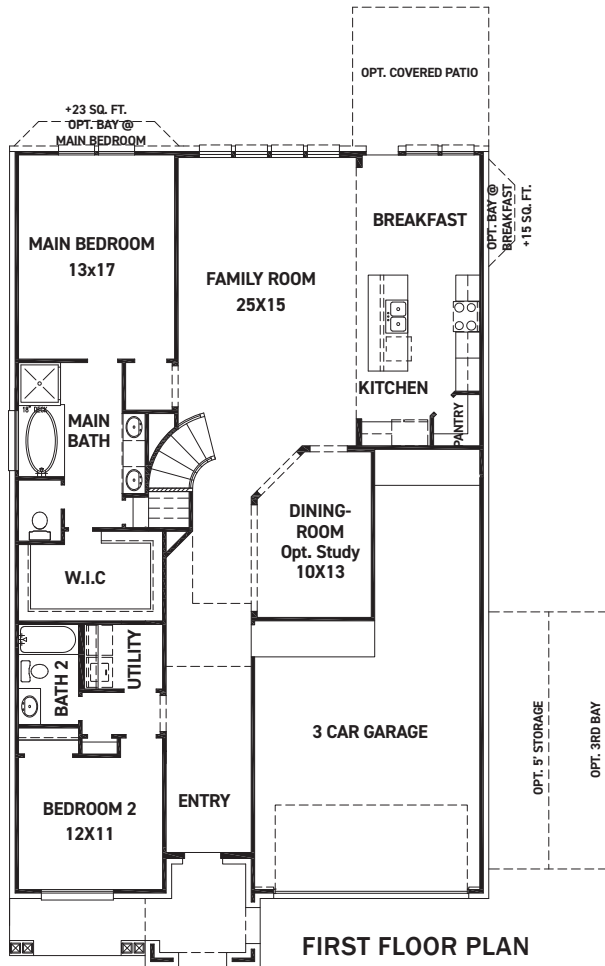 OPT. COVERED PATIO
+23 SQ. FT.
OPT. BAY @
MAIN BEDROOM
OPT. BAY @
BREAKFAST
+15 SQ. FT.
BREAKFAST
MAIN BEDROOM
13x17
FAMILY ROOM
25X15
KITCHEN
PANTRY
18" DECK
MAIN
BATH
DINING-
ROOM
Opt. Study
10X13
W.I.C
UTILITY
BATH 2
3 CAR GARAGE
OPT. 5' STORAGE
OPT. 3RD BAY
ENTRY
BEDROOM 2
12X11
FIRST FLOOR PLAN